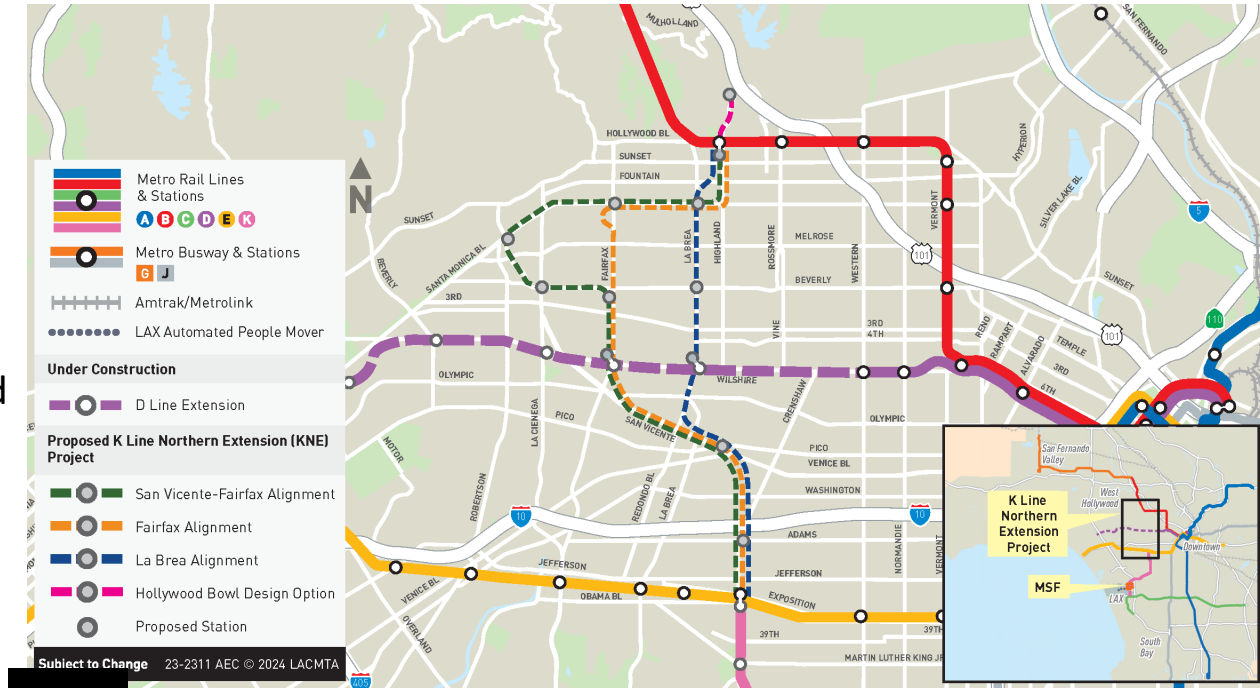 Metro Rail Lines
& Stations
A B C D E K
Metro Busway & Stations
G J
Amtrak/Metrolink
LAX Automated People Mover
Under Construction
D Line Extension
Proposed K Line Northern Extension (KNE)
Project
San Vicente-Fairfax Alignment
Fairfax Alignment
La Brea Alignment
Hollywood Bowl Design Option
Proposed Station
Subject to Change 23-2311 AEC © 2024 LACMTA
d
N
MULHOLLAND
SAN FERNANDO
HOLLYWOOD BL
SUNSET
FOUNTAIN
HYPERION
SILVER LAKE BL
VERMONT
5
SUNSET
SANTA MONICA BL
BEVERLY
FAIRFAX
LA BREA
HIGHLAND
ROSSMORE
MELROSE
WESTERN
101
BEVERLY
3RD
SUNSET
110
VINE
3RD
4TH
RENO
RAMPART
ALVARADO
TEMPLE
101
3RD
6TH
OLYMPIC
WILSHIRE
CRENSHAW
OLYMPIC
LA CIENEGA
PICO
SAN VICENTE
MOTOR
PICO
VENICE BL
ROBERTSON
REDONDO BL
LA BREA
WASHINGTON
10
10
ADAMS
NORMANDIE
VERMONT
JEFFERSON
JEFFERSON
VENICE BL
OBAMA BL
EXPOSITION
OVERLAND
39TH
39TH
MARTIN LUTHER KING JR
405
San Fernando
Valley
West
Hollywood
K Line
Northern
Extension
Project
Downtown
MSF
LAX
South
Bay